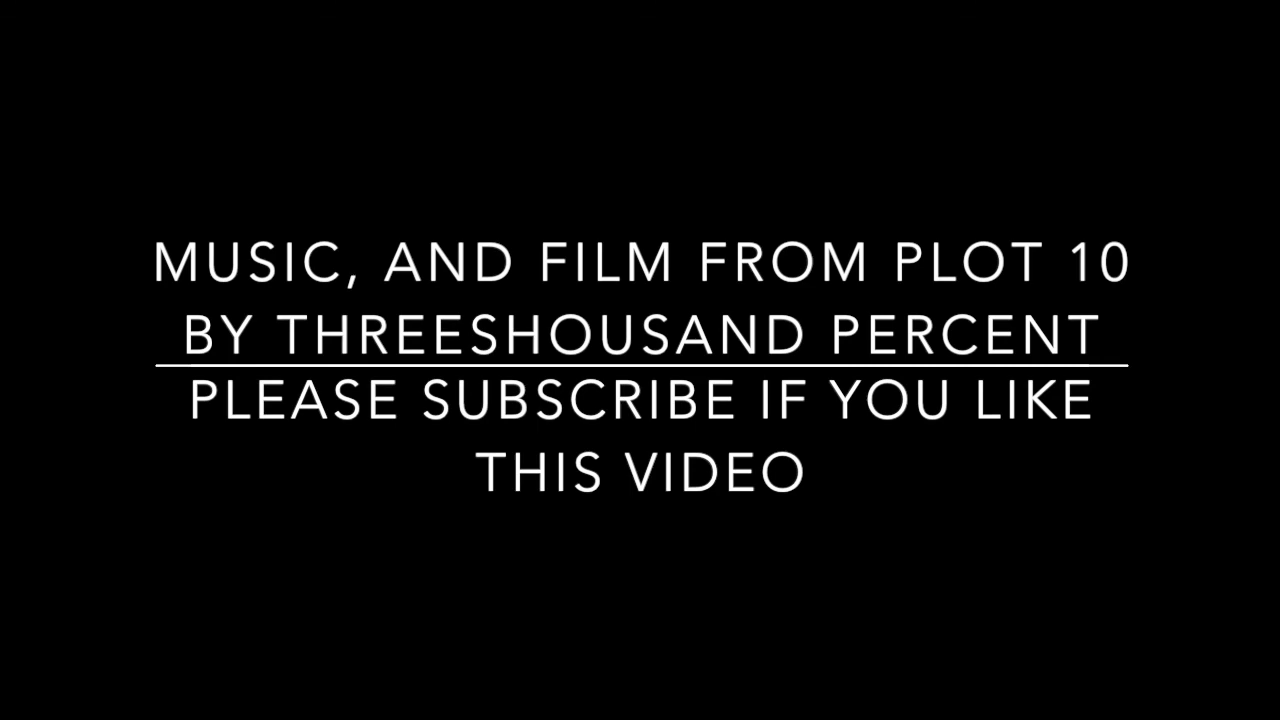 MUSIC, AND FILM FROM PLOT 10
BY THREESHOUSAND PERCENT
PLEASE SUBSCRIBE IF YOU LIKE
THIS VIDEO